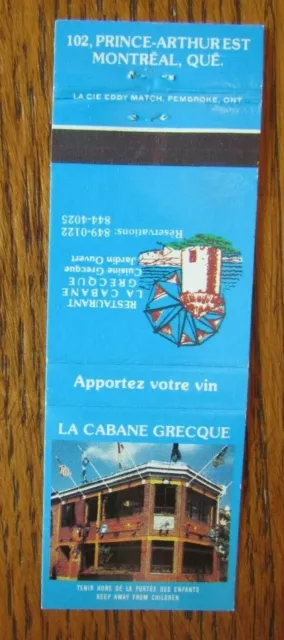 102, PRINCE-ARTHUR EST
MONTRÉAL, QUÉ.
LA CIE EDDY MATCH, PEMBROKE, ONT
RESTAURANT
LA CABANE
GRECQUE
Cuisine Grecque
Jardin Ouvert
Réservations: 849-0122
844-4025
Apportez votre vin
LA CABANE GRECQUE
TENIR HORS DE LA PORTÉE DES ENFANTS
KEEP AWAY FROM CHILDREN